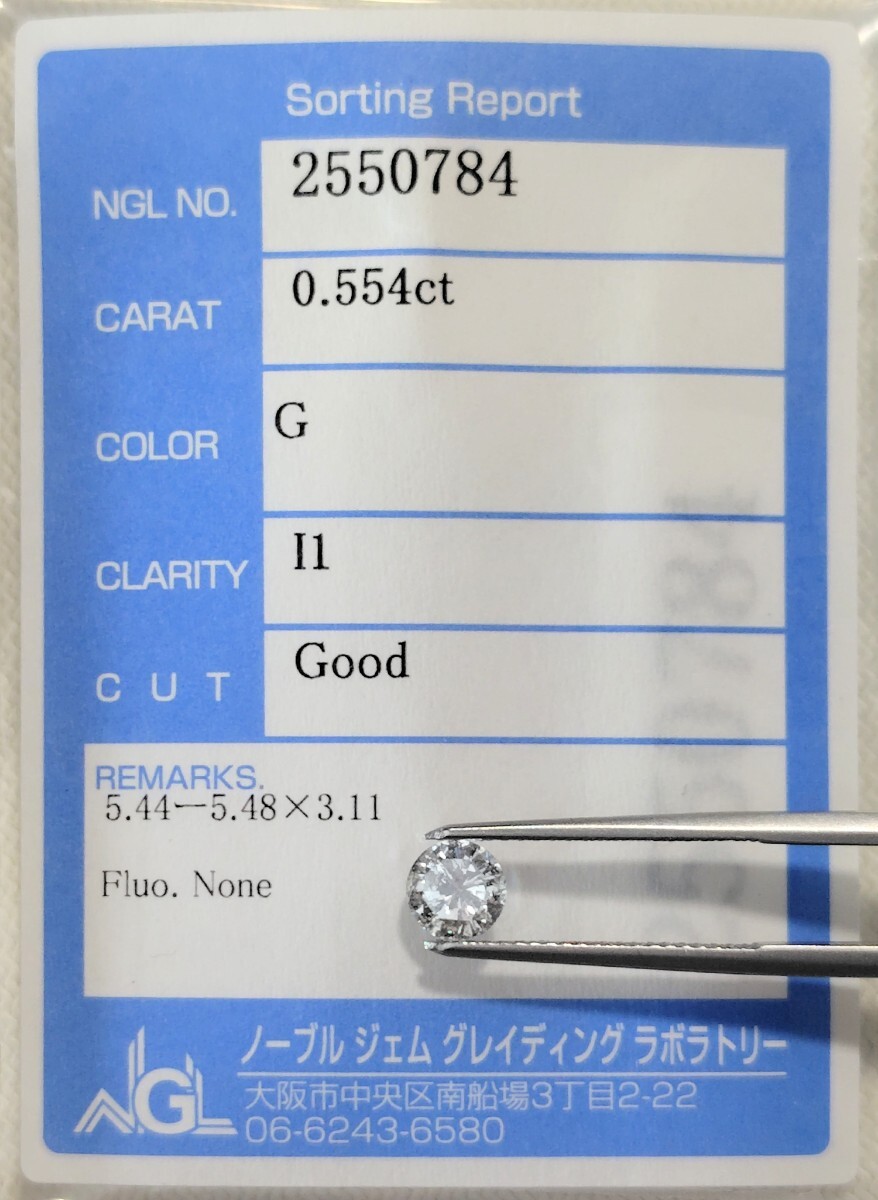 Sorting Report
NGL NO. 2550784
CARAT 0.554ct
COLOR G
CLARITY I1
CUT Good
REMARKS.
5.44-5.48×3.11
Fluo. None
NGL
ノーブル ジェム グレイディング ラボラトリー
大阪市中央区南船場3丁目2-22
06-6243-6580
2550784